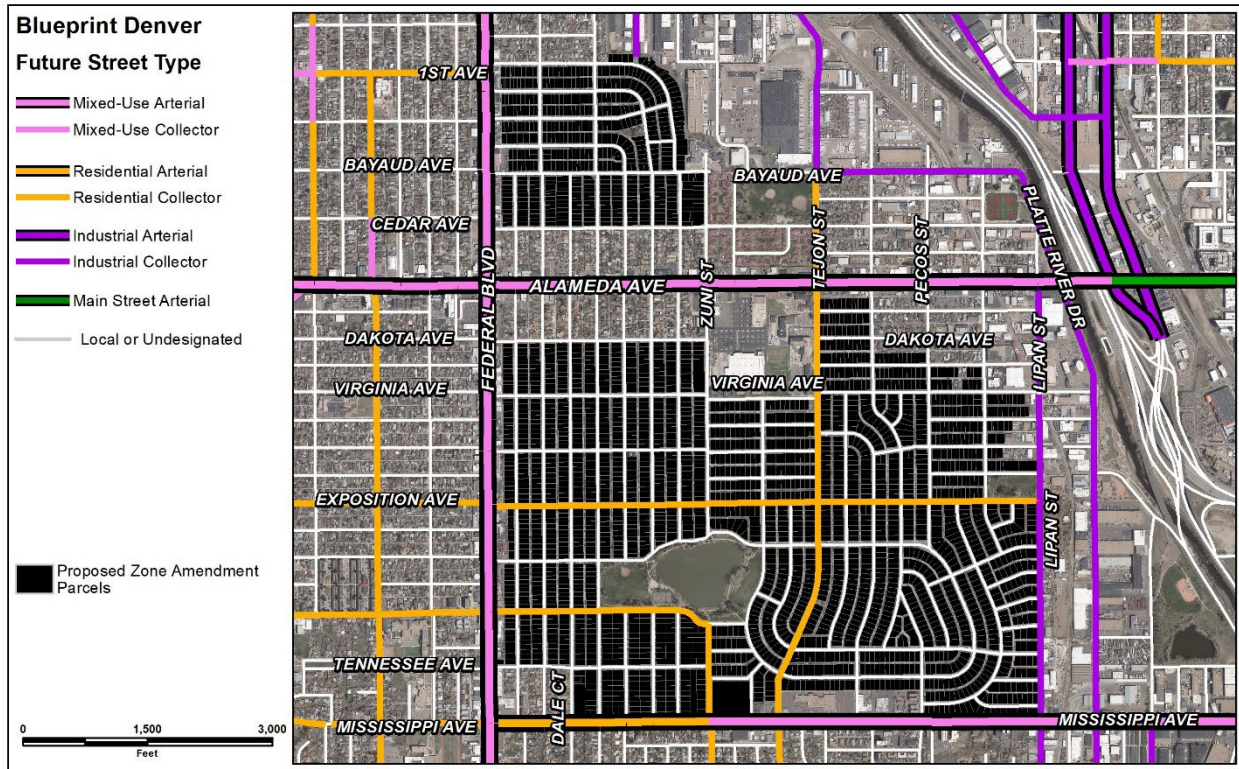 Blueprint Denver
Future Street Type
Mixed-Use Arterial
Mixed-Use Collector
Residential Arterial
Residential Collector
Industrial Arterial
Industrial Collector
Main Street Arterial
Local or Undesignated
Proposed Zone Amendment
Parcels
0 1,500 3,000
Feet
1ST AVE
BAYAUD AVE
BAYAUD AVE
CEDAR AVE
PLATTE RIVER DR
TEJON ST
PECOS ST
ZUNI ST
FEDERAL BLVD
ALAMEDA AVE
DAKOTA AVE
DAKOTA AVE
LIPAN ST
VIRGINIA AVE
VIRGINIA AVE
EXPOSITION AVE
LIPAN ST
TENNESSEE AVE
DALE CT
MISSISSIPPI AVE
MISSISSIPPI AVE